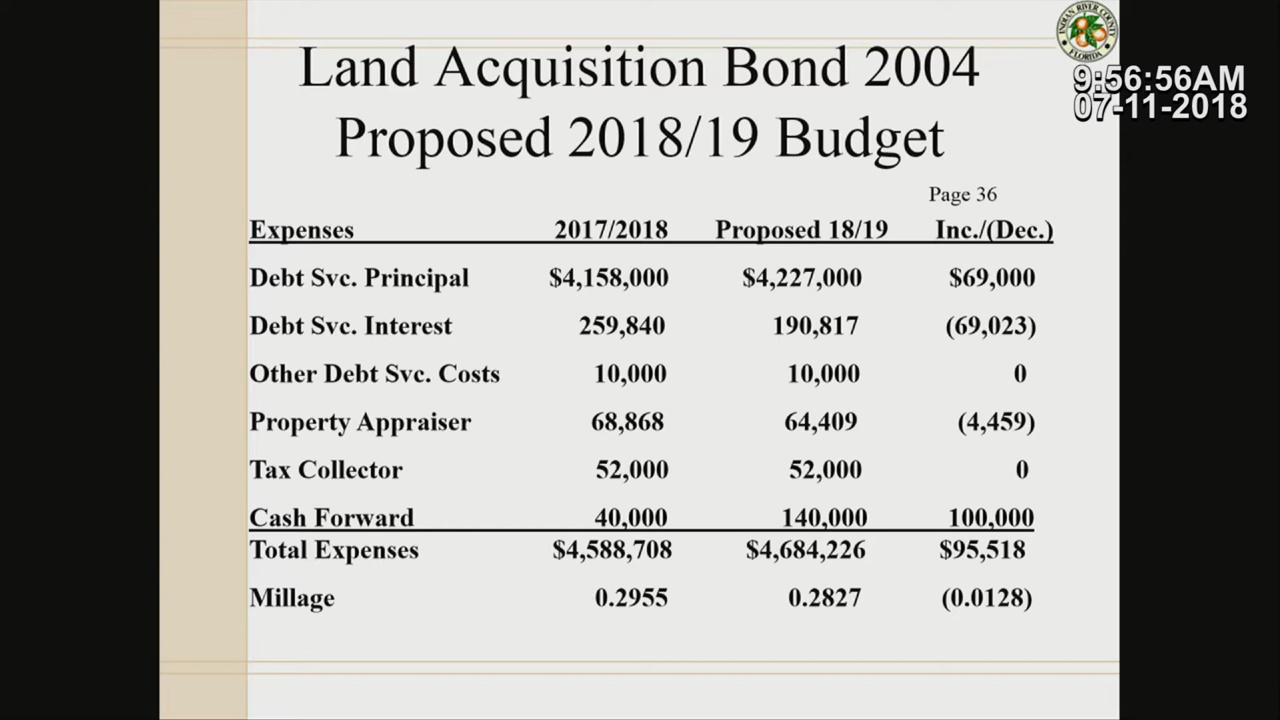 INDIAN RIVER COUNTY
FLORIDA
9:56:56AM
07-11-2018
Land Acquisition Bond 2004
Proposed 2018/19 Budget
Page 36
Expenses 2017/2018 Proposed 18/19 Inc./(Dec.)
Debt Svc. Principal $4,158,000 $4,227,000 $69,000
Debt Svc. Interest 259,840 190,817 (69,023)
Other Debt Svc. Costs 10,000 10,000 0
Property Appraiser 68,868 64,409 (4,459)
Tax Collector 52,000 52,000 0
Cash Forward 40,000 140,000 100,000
Total Expenses $4,588,708 $4,684,226 $95,518
Millage 0.2955 0.2827 (0.0128)